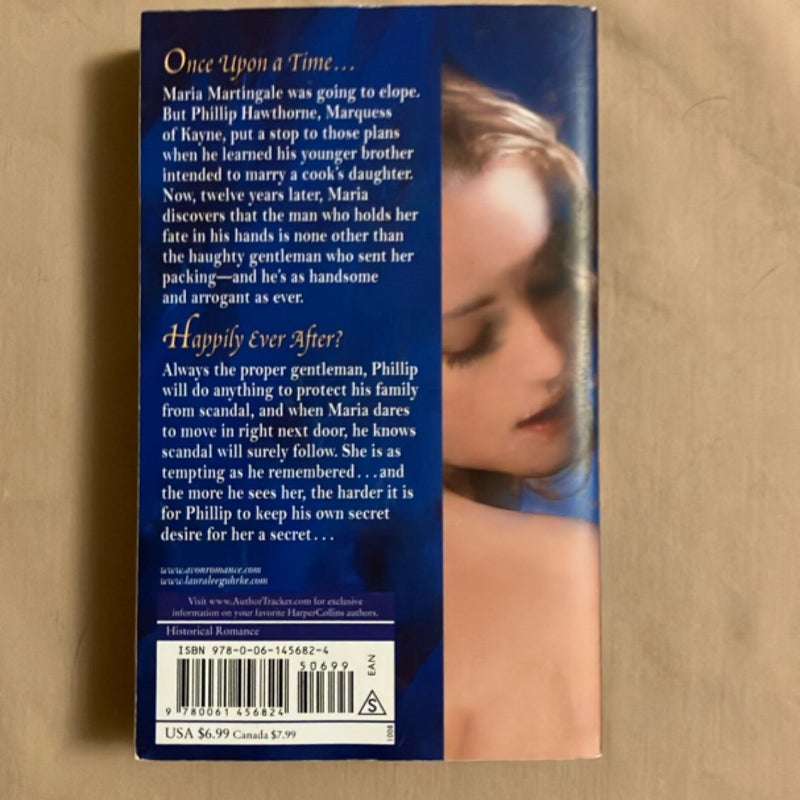 Once Upon a Time...
Maria Martingale was going to elope.
But Phillip Hawthorne, Marquess
of Kayne, put a stop to those plans
when he learned his younger brother
intended to marry a cook's daughter.
Now, twelve years later, Maria
discovers that the man who holds her
fate in his hands is none other than
the haughty gentleman who sent her
packing—and he's as handsome
and arrogant as ever.
Happily Ever After?
Always the proper gentleman, Phillip
will do anything to protect his family
from scandal, and when Maria dares
to move in right next door, he knows
scandal will surely follow. She is as
tempting as he remembered...and
the more he sees her, the harder it is
for Phillip to keep his own secret
desire for her a secret...
www.avonromance.com
www.lauraleeguhrke.com
Visit www.AuthorTracker.com for exclusive
information on your favorite HarperCollins authors.
Historical Romance
ISBN 978-0-06-145682-4
50699
EAN
9 780061 456824
S
USA $6.99 Canada $7.99
1008